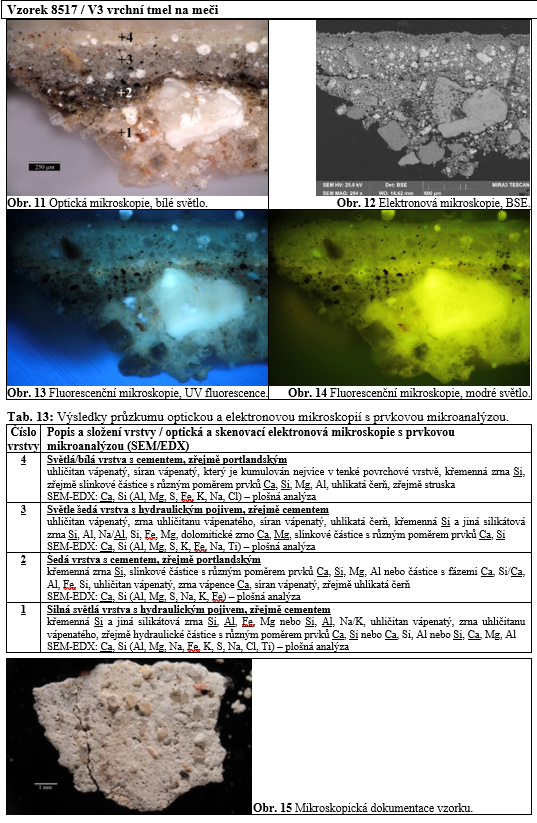 Vzorek 8517 / V3 vrchní tmel na meči
+4
+3
+2
+1
250 µm
SEM HV: 25.0 kV Det: BSE MIRA3 TESCAN
SEM MAG: 294 x WD: 15.62 mm 500 µm
Obr. 11 Optická mikroskopie, bílé světlo.
Obr. 12 Elektronová mikroskopie, BSE.
Obr. 13 Fluorescenční mikroskopie, UV fluorescence.
Obr. 14 Fluorescenční mikroskopie, modré světlo.
Tab. 13: Výsledky průzkumu optickou a elektronovou mikroskopií s prvkovou mikroanalýzou.
Číslo vrstvy
Popis a složení vrstvy / optická a skenovací elektronová mikroskopie s prvkovou
mikroanalýzou (SEM/EDX)
4
Světlá/bílá vrstva s cementem, zřejmě portlandským
uhličitan vápenatý, síran vápenatý, který je kumulován nejvíce v tenké povrchové vrstvě, křemenná zrna Si,
zřejmě slínkové částice s různým poměrem prvků Ca, Si, Mg, Al, uhlíkatá čerň, zřejmě struska
SEM-EDX: Ca, Si (Al, Mg, S, Fe, K, Na, Cl) – plošná analýza
3
Světle šedá vrstva s hydraulickým pojivem, zřejmě cementem
uhličitan vápenatý, zrna uhličitanu vápenatého, síran vápenatý, uhlíkatá čerň, křemenná Si a jiná silikátová
zrna Si, Al, Na/Al, Si, Fe, Mg, dolomitické zrno Ca, Mg, slínkové částice s různým poměrem prvků Ca, Si
SEM-EDX: Ca, Si (Al, Mg, S, K, Fe, Na, Ti) – plošná analýza
2
Šedá vrstva s cementem, zřejmě portlandským
křemenná zrna Si, slínkové částice s různým poměrem prvků Ca, Si, Mg, Al nebo částice s fázemi Ca, Si/Ca,
Al, Fe, Si, uhličitan vápenatý, zrna vápence Ca, síran vápenatý, zřejmě uhlíkatá čerň
SEM-EDX: Ca, Si (Al, Mg, S, Na, K, Fe) – plošná analýza
1
Silná světlá vrstva s hydraulickým pojivem, zřejmě cementem
křemenná Si a jiná silikátová zrna Si, Al, Fe, Mg nebo Si, Al, Na/K, uhličitan vápenatý, zrna uhličitanu
vápenatého, zřejmě hydraulické částice s různým poměrem prvků Ca, Si nebo Ca, Si, Al nebo Si, Ca, Mg, Al
SEM-EDX: Ca, Si (Al, Mg, Na, Fe, K, S, Na, Cl, Ti) – plošná analýza
1 mm
Obr. 15 Mikroskopická dokumentace vzorku.